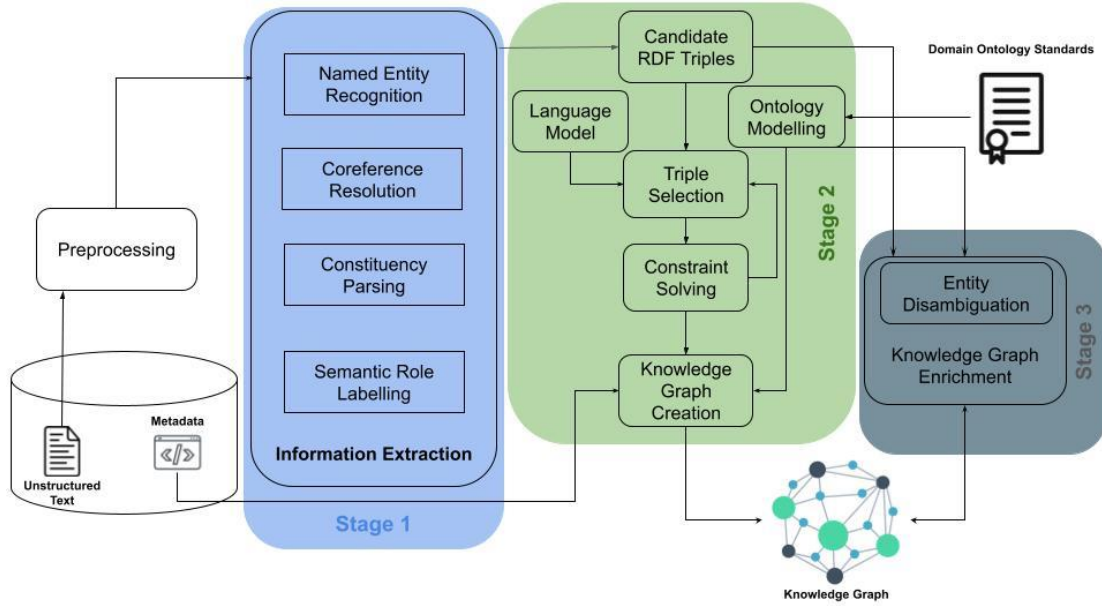 Preprocessing
Unstructured
Text
Metadata
</>
Named Entity
Recognition
Coreference
Resolution
Constituency
Parsing
Semantic Role
Labelling
Information Extraction
Stage 1
Candidate
RDF Triples
Language
Model
Ontology
Modelling
Triple
Selection
Constraint
Solving
Knowledge
Graph
Creation
Stage 2
Domain Ontology Standards
Entity
Disambiguation
Knowledge Graph
Enrichment
Stage 3
Knowledge Graph